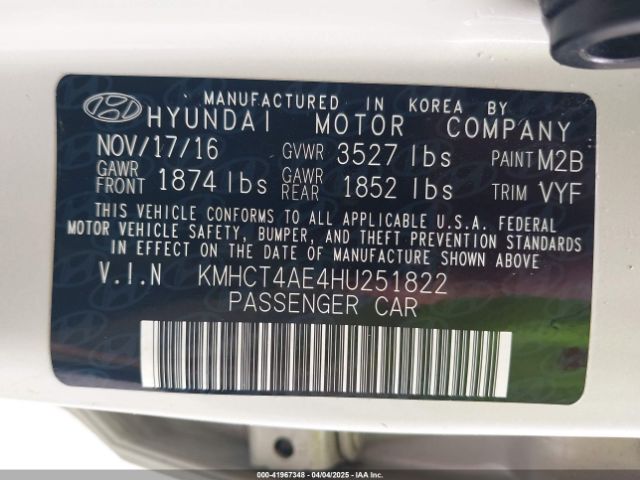 MANUFACTURED IN KOREA BY
HYUNDAI MOTOR COMPANY
NOV/17/16 GVWR 3527 lbs PAINT M2B
GAWR FRONT 1874 lbs GAWR REAR 1852 lbs TRIM VYF
THIS VEHICLE CONFORMS TO ALL APPLICABLE U.S.A. FEDERAL
MOTOR VEHICLE SAFETY, BUMPER, AND THEFT PREVENTION STANDARDS
IN EFFECT ON THE DATE OF MANUFACTURE SHOWN ABOVE.
V.I.N KMHCT4AE4HU251822
PASSENGER CAR
000-41967348 - 04/04/2025 - IAA Inc.